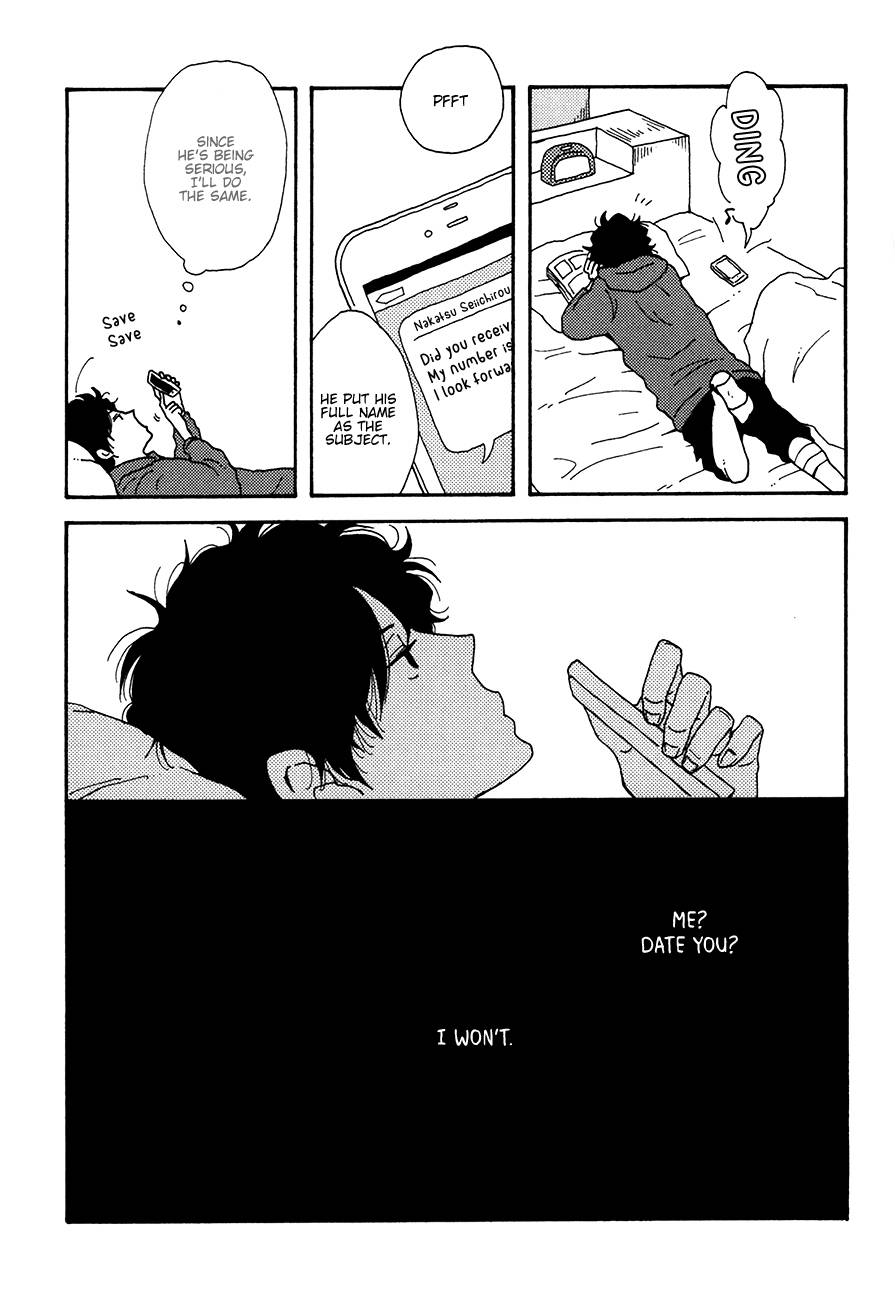 DING
PFFT
Nakatsu Seiichirou
Did you receiv
My number is
I look forwa
HE PUT HIS
FULL NAME
AS THE
SUBJECT.
SINCE
HE'S BEING
SERIOUS,
I'LL DO
THE SAME.
Save
Save
ME?
DATE YOU?
I WON'T.